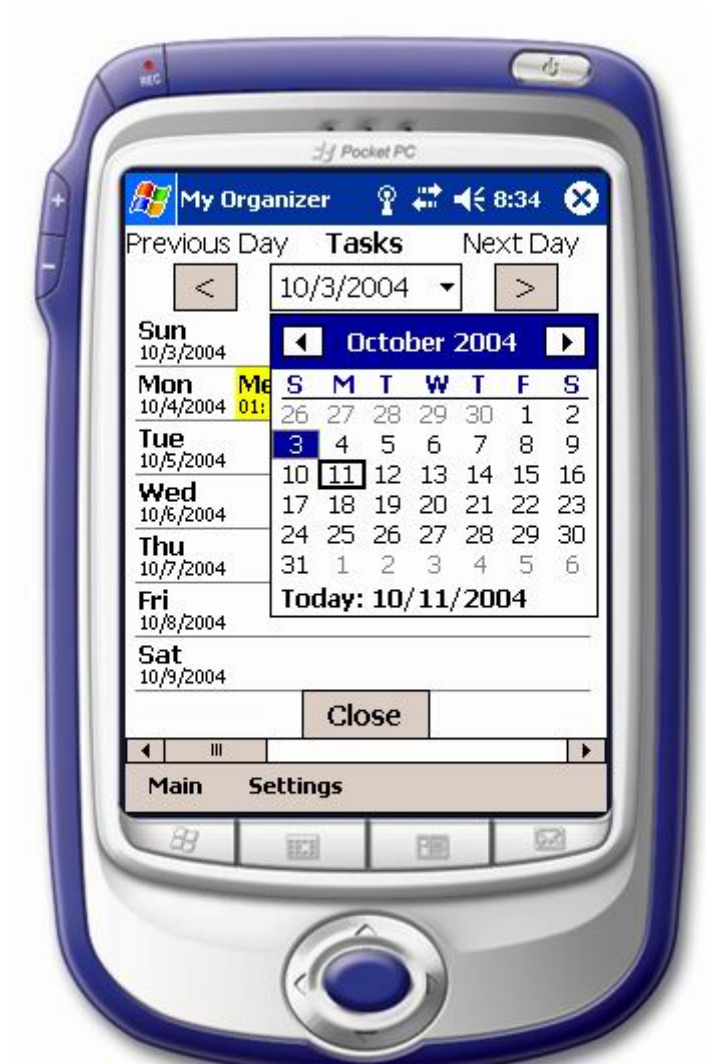 REC
Pocket PC
My Organizer 8:34
Previous Day Tasks Next Day
< 10/3/2004 >
Sun
10/3/2004
Mon Me
10/4/2004 01:
Tue
10/5/2004
Wed
10/6/2004
Thu
10/7/2004
Fri
10/8/2004
Sat
10/9/2004
October 2004
S M T W T F S
26 27 28 29 30 1 2
3 4 5 6 7 8 9
10 11 12 13 14 15 16
17 18 19 20 21 22 23
24 25 26 27 28 29 30
31 1 2 3 4 5 6
Today: 10/11/2004
Close
Main Settings